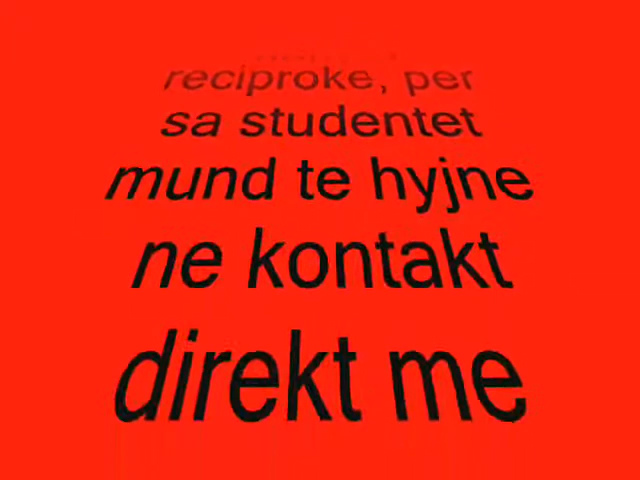 reciproke, per
sa studentet
mund te hyjne
ne kontakt
direkt me